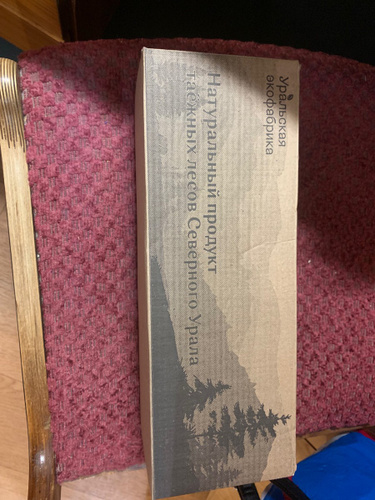 Уральская
экофабрика
Натуральный продукт
таёжных лесов Северного Урала